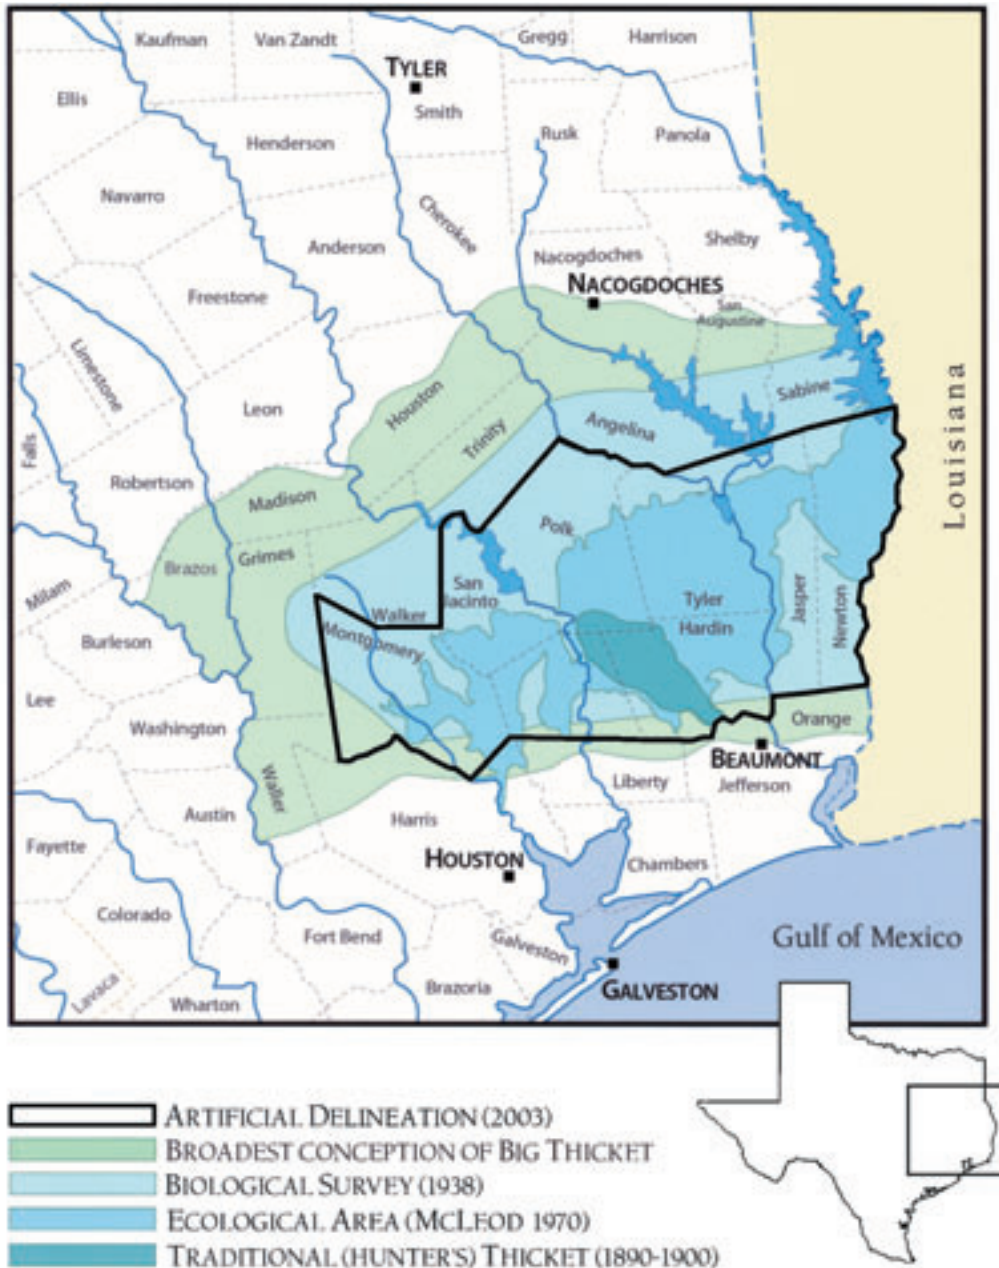 Kaufman
Van Zandt
Gregg
Harrison
TYLER
Ellis
Smith
Henderson
Rusk
Panola
Navarro
Cherokee
Anderson
Shelby
Nacogdoches
Freestone
NACOGDOCHES
San
Augustine
Limestone
Houston
Leon
Sabine
Angelina
Trinity
Falls
Louisiana
Robertson
Madison
Polk
Grimes
Brazos
Milam
San
Jacinto
Walker
Tyler
Jasper
Newton
Hardin
Montgomery
Burleson
Lee
Washington
Orange
BEAUMONT
Waller
Liberty
Jefferson
Austin
Harris
Fayette
HOUSTON
Chambers
Colorado
Fort Bend
Galveston
Gulf of Mexico
Lavaca
Wharton
Brazoria
GALVESTON
ARTIFICIAL DELINEATION (2003)
BROADEST CONCEPTION OF BIG THICKET
BIOLOGICAL SURVEY (1938)
ECOLOGICAL AREA (MCLEOD 1970)
TRADITIONAL (HUNTER'S) THICKET (1890-1900)